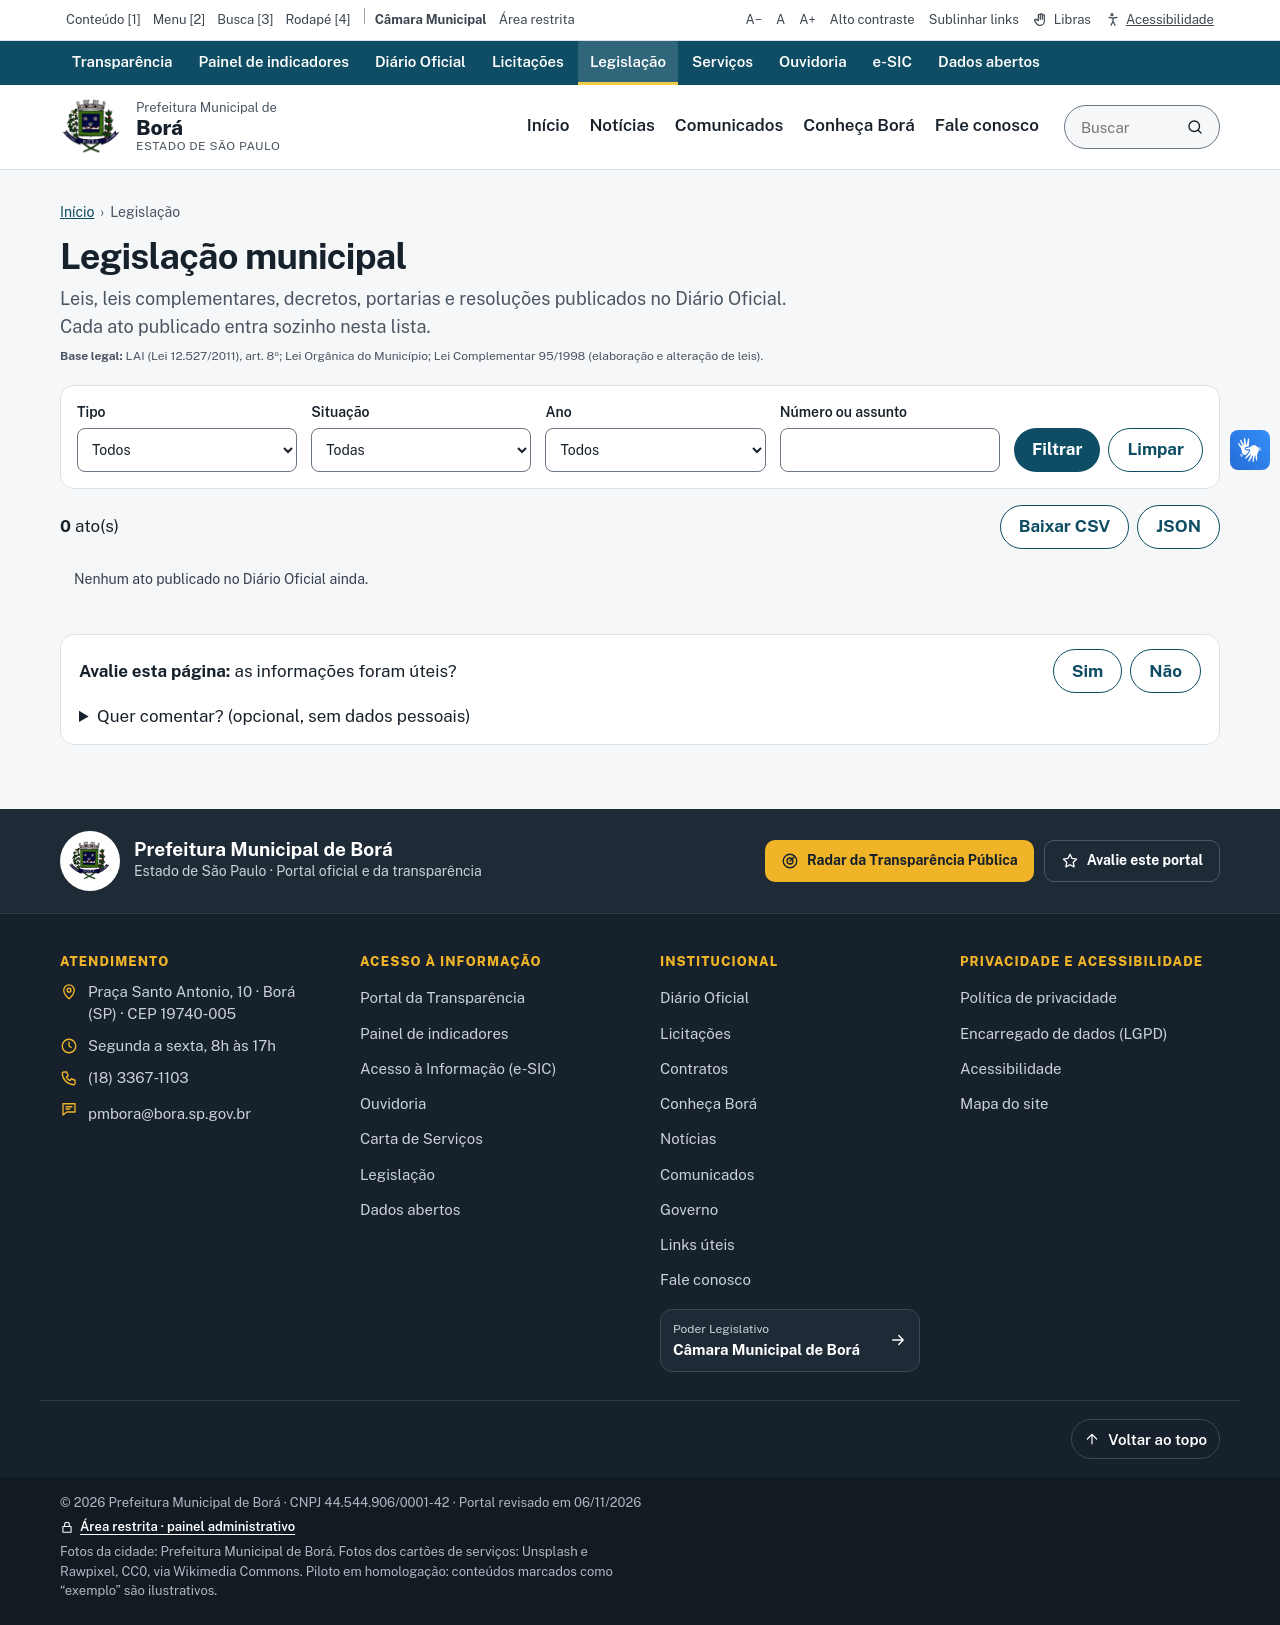 Conteúdo [1] Menu [2] Busca [3] Rodapé [4] Câmara Municipal Área restrita A− A A+ Alto contraste Sublinhar links Libras Acessibilidade
Transparência Painel de indicadores Diário Oficial Licitações Legislação Serviços Ouvidoria e-SIC Dados abertos
Prefeitura Municipal de
Borá
ESTADO DE SÃO PAULO
Início Notícias Comunicados Conheça Borá Fale conosco Buscar
Início › Legislação
Legislação municipal
Leis, leis complementares, decretos, portarias e resoluções publicados no Diário Oficial.
Cada ato publicado entra sozinho nesta lista.
Base legal: LAI (Lei 12.527/2011), art. 8º; Lei Orgânica do Município; Lei Complementar 95/1998 (elaboração e alteração de leis).
Tipo Situação Ano Número ou assunto
Todos Todas Todos Filtrar Limpar
0 ato(s) Baixar CSV JSON
Nenhum ato publicado no Diário Oficial ainda.
Avalie esta página: as informações foram úteis? Sim Não
Quer comentar? (opcional, sem dados pessoais)
Prefeitura Municipal de Borá
Estado de São Paulo · Portal oficial e da transparência
Radar da Transparência Pública Avalie este portal
ATENDIMENTO
Praça Santo Antonio, 10 · Borá
(SP) · CEP 19740-005
Segunda a sexta, 8h às 17h
(18) 3367-1103
pmbora@bora.sp.gov.br
ACESSO À INFORMAÇÃO
Portal da Transparência
Painel de indicadores
Acesso à Informação (e-SIC)
Ouvidoria
Carta de Serviços
Legislação
Dados abertos
INSTITUCIONAL
Diário Oficial
Licitações
Contratos
Conheça Borá
Notícias
Comunicados
Governo
Links úteis
Fale conosco
Poder Legislativo
Câmara Municipal de Borá
PRIVACIDADE E ACESSIBILIDADE
Política de privacidade
Encarregado de dados (LGPD)
Acessibilidade
Mapa do site
Voltar ao topo
© 2026 Prefeitura Municipal de Borá · CNPJ 44.544.906/0001-42 · Portal revisado em 06/11/2026
Área restrita · painel administrativo
Fotos da cidade: Prefeitura Municipal de Borá. Fotos dos cartões de serviços: Unsplash e
Rawpixel, CC0, via Wikimedia Commons. Piloto em homologação: conteúdos marcados como
“exemplo” são ilustrativos.